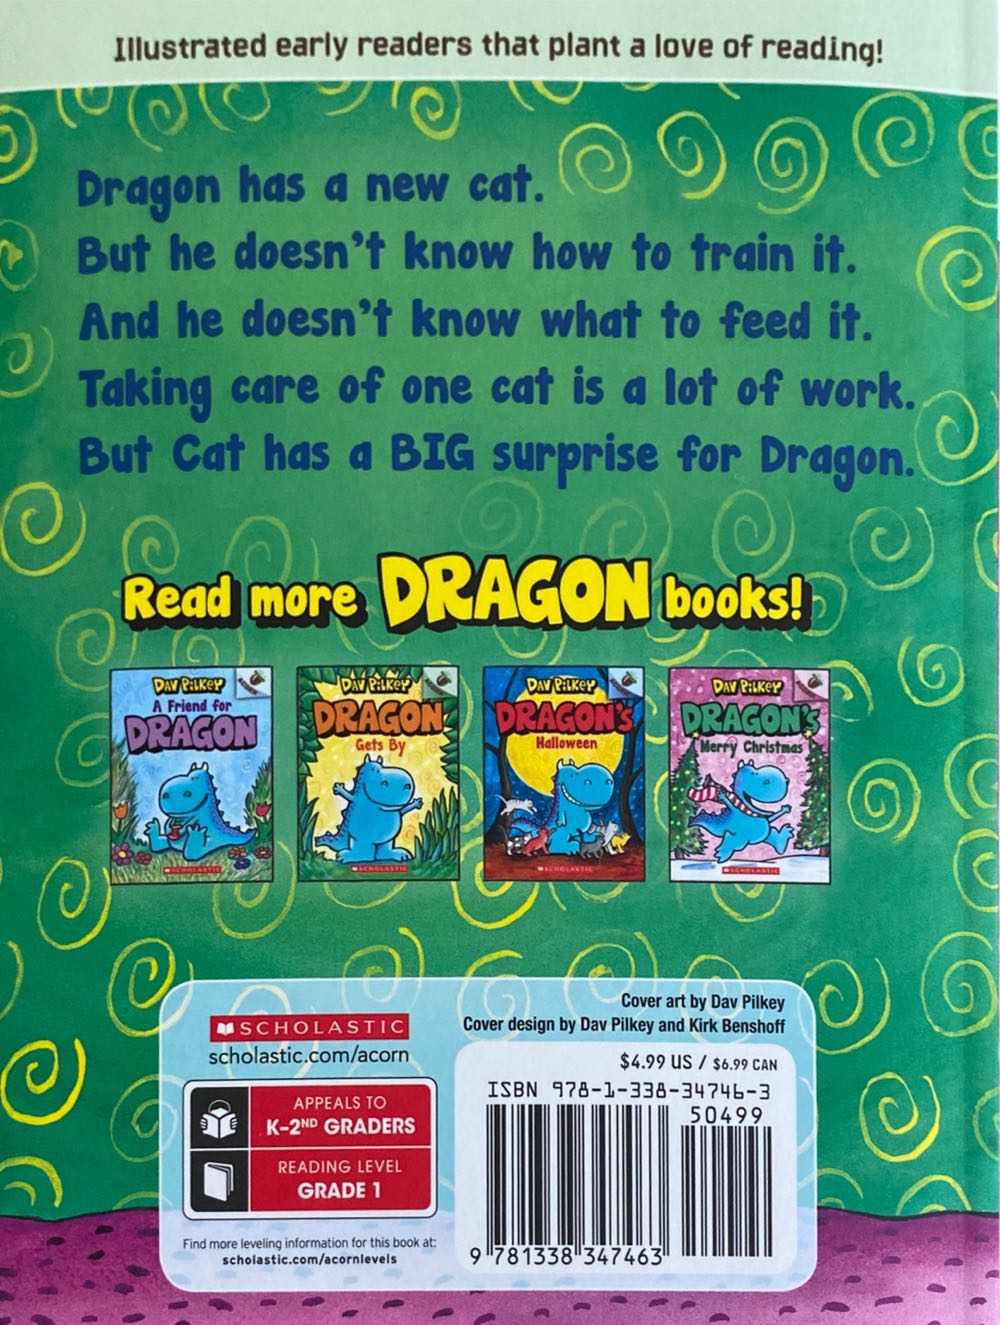 Illustrated early readers that plant a love of reading!
Dragon has a new cat.
But he doesn't know how to train it.
And he doesn't know what to feed it.
Taking care of one cat is a lot of work.
But Cat has a BIG surprise for Dragon.
Read more DRAGON books!
DAV PILKEY
A Friend for
DRAGON
SCHOLASTIC
DAV PILKEY
DRAGON
Gets By
SCHOLASTIC
DAV PILKEY
DRAGON'S
Halloween
SCHOLASTIC
DAV PILKEY
DRAGON'S
Merry Christmas
SCHOLASTIC
Cover art by Dav Pilkey
Cover design by Dav Pilkey and Kirk Benshoff
SCHOLASTIC
scholastic.com/acorn
APPEALS TO
K-2ND GRADERS
READING LEVEL
GRADE 1
Find more leveling information for this book at:
scholastic.com/acornlevels
$4.99 US / $6.99 CAN
ISBN 978-1-338-34746-3
50499
9 781338 347463